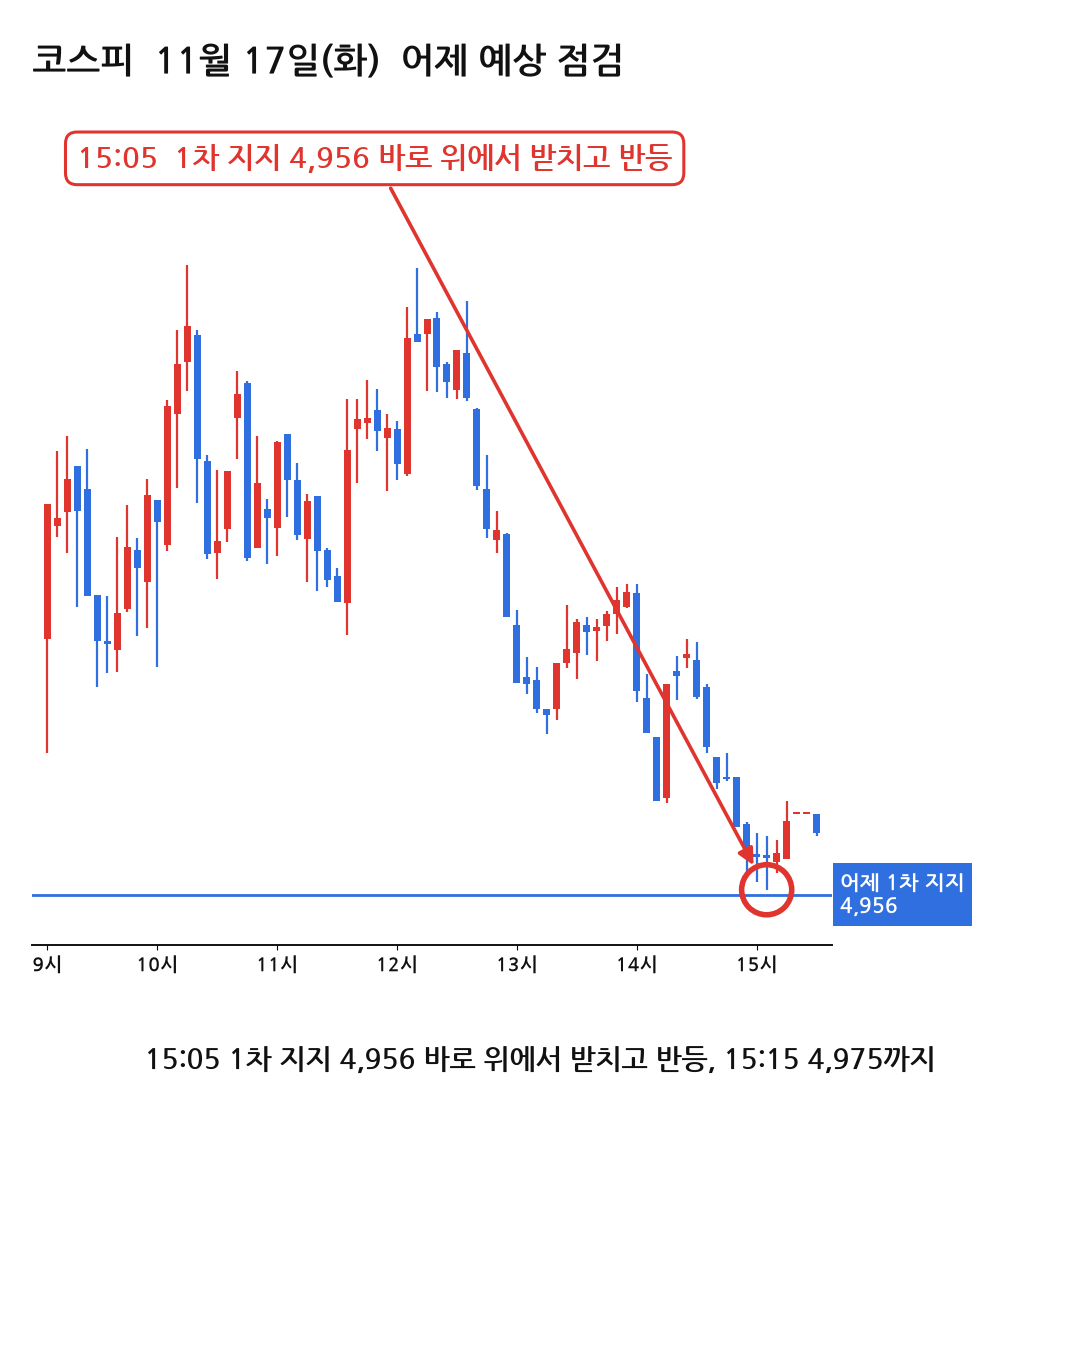 코스피 11월 17일(화) 어제 예상 점검
15:05 1차 지지 4,956 바로 위에서 받치고 반등
어제 1차 지지
4,956
9시 10시 11시 12시 13시 14시 15시
15:05 1차 지지 4,956 바로 위에서 받치고 반등, 15:15 4,975까지